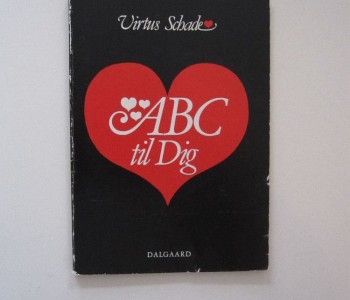 Virtus Schade
ABC
til Dig
DALGAARD